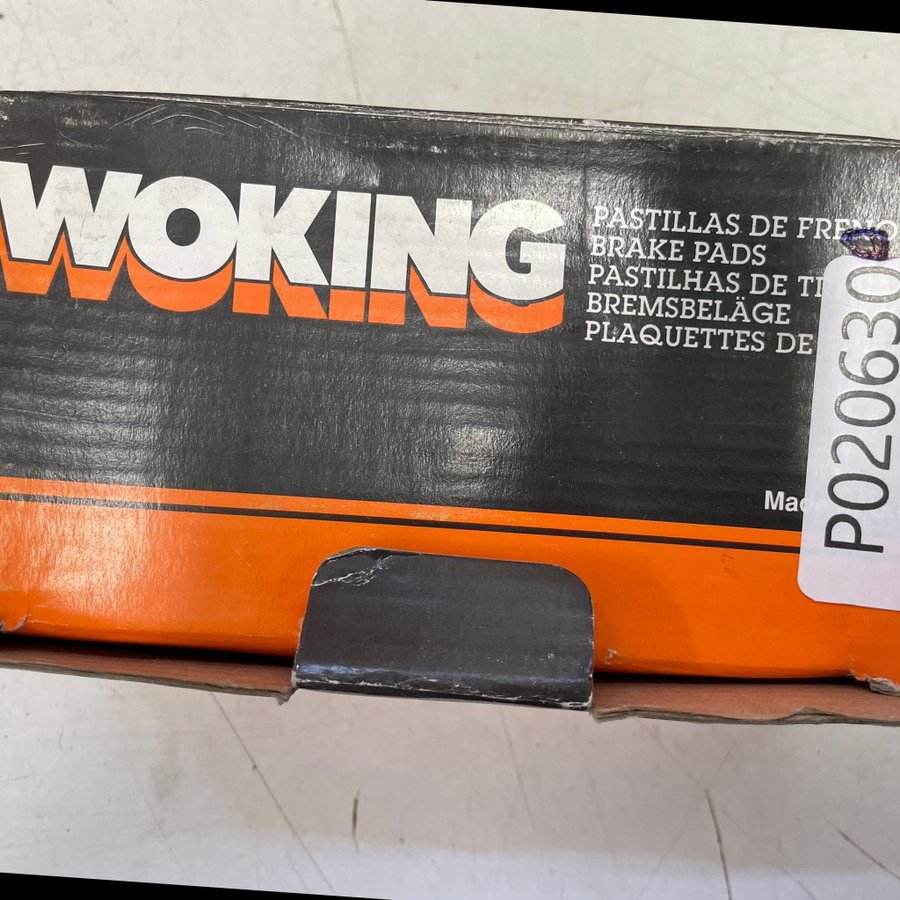 WOKING
PASTILLAS DE FRENO
BRAKE PADS
PASTILHAS DE
BREMSBELÄGE
PLAQUETTES DE
P020630